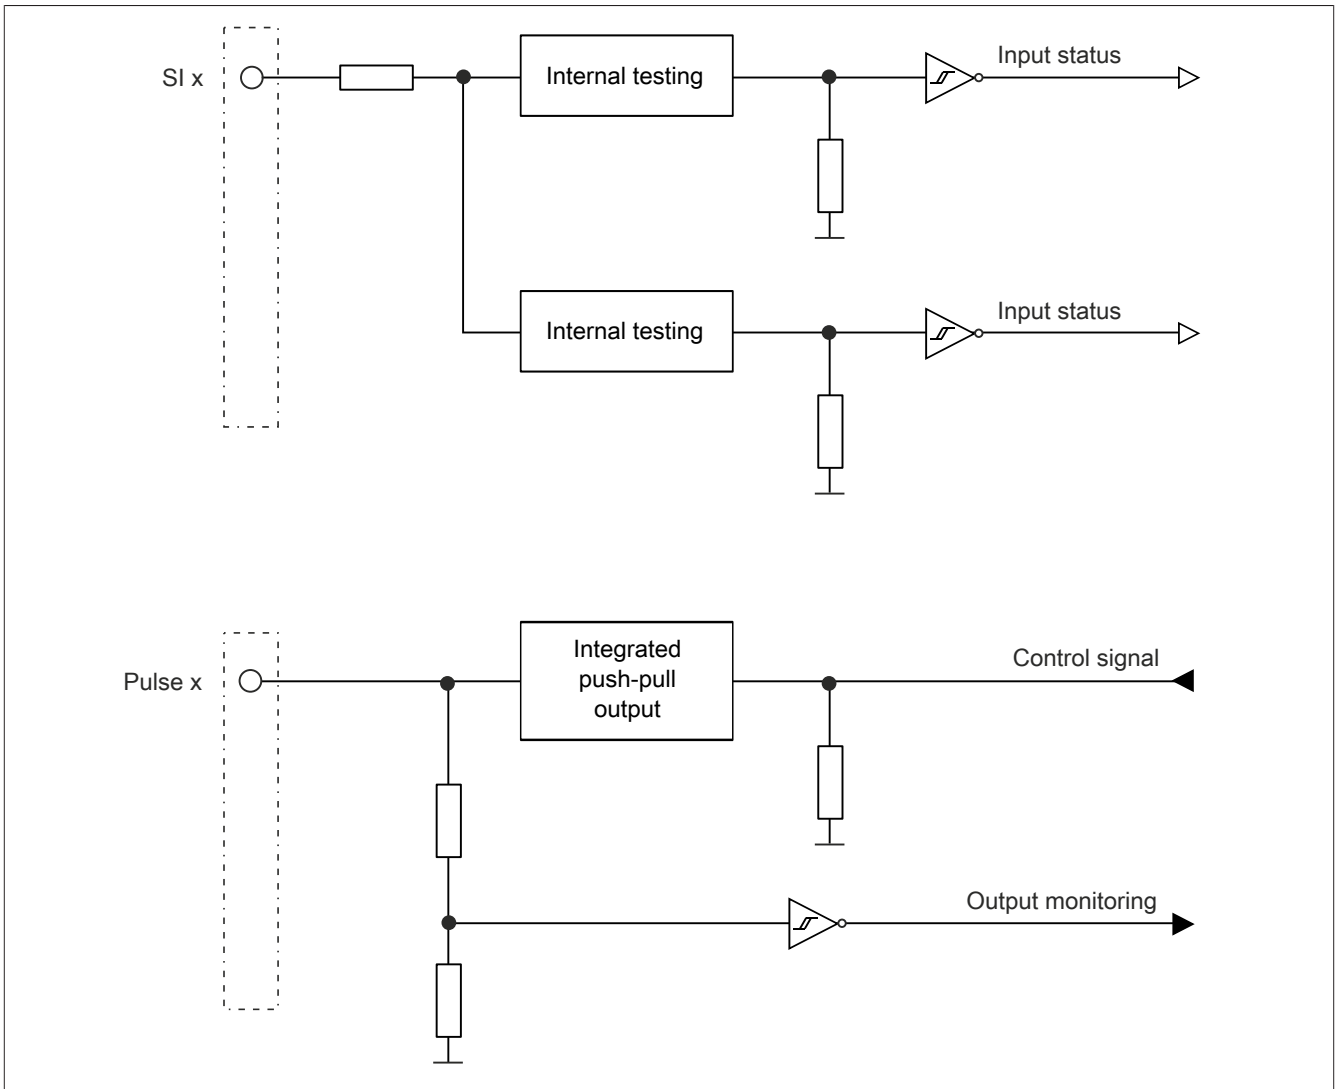 Input status
SI x
Internal testing
Input status
Internal testing
Integrated
push-pull
output
Control signal
Pulse x
Output monitoring